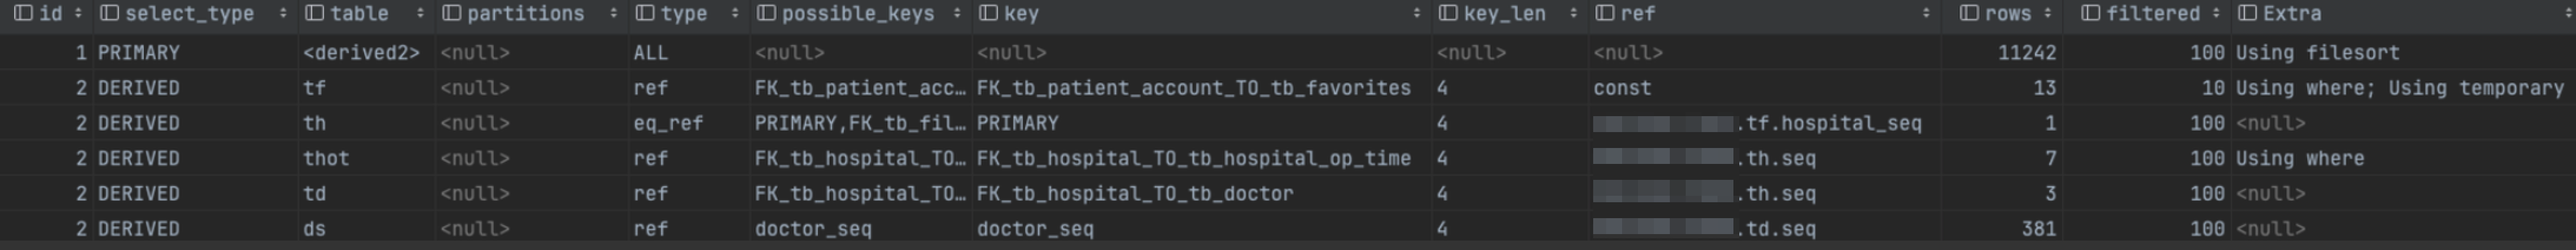 id select_type table partitions type possible_keys key key_len ref rows filtered Extra
1 PRIMARY <derived2> <null> ALL <null> <null> <null> <null> 11242 100 Using filesort
2 DERIVED tf <null> ref FK_tb_patient_acc… FK_tb_patient_account_TO_tb_favorites 4 const 13 10 Using where; Using temporary
2 DERIVED th <null> eq_ref PRIMARY,FK_tb_fil… PRIMARY 4 .tf.hospital_seq 1 100 <null>
2 DERIVED thot <null> ref FK_tb_hospital_TO… FK_tb_hospital_TO_tb_hospital_op_time 4 .th.seq 7 100 Using where
2 DERIVED td <null> ref FK_tb_hospital_TO… FK_tb_hospital_TO_tb_doctor 4 .th.seq 3 100 <null>
2 DERIVED ds <null> ref doctor_seq doctor_seq 4 .td.seq 381 100 <null>